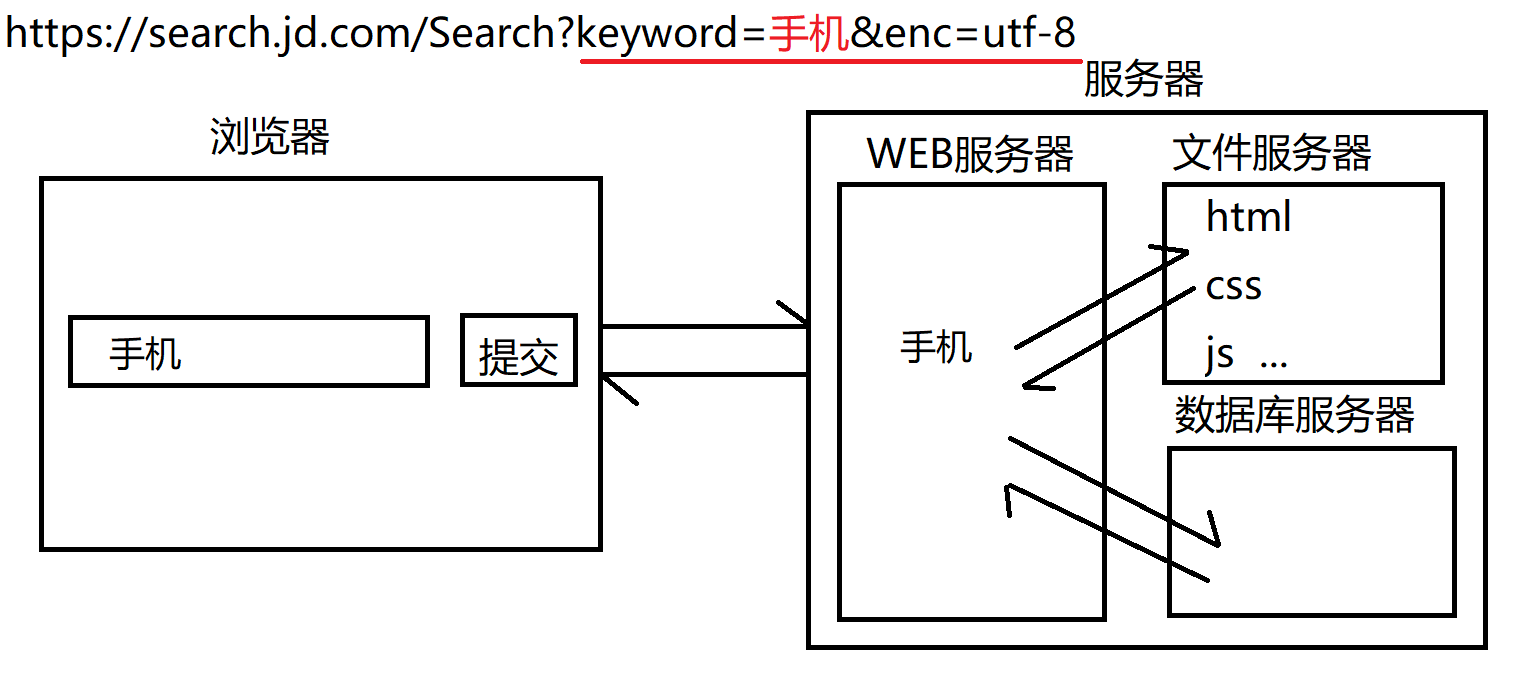 https://search.jd.com/Search?keyword=手机&enc=utf-8
服务器
浏览器
WEB服务器
文件服务器
html
css
js ...
手机
提交
手机
数据库服务器